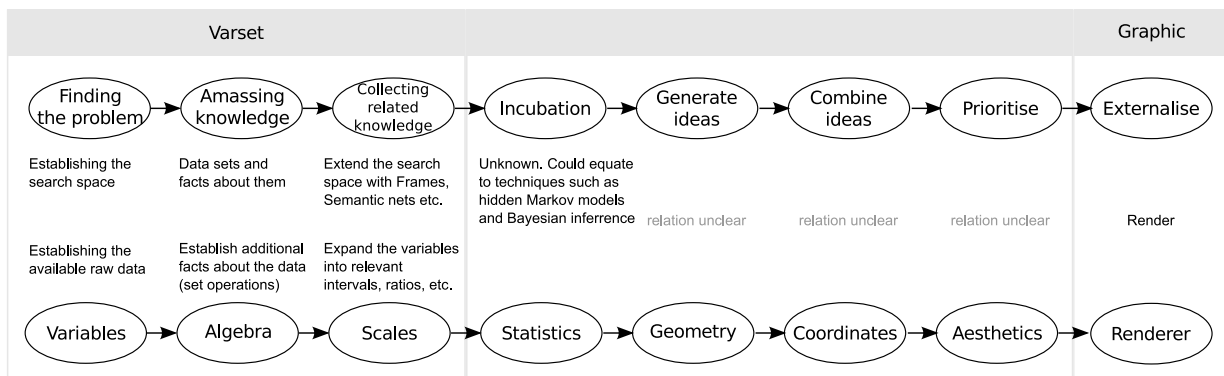 Varset
Graphic
Finding
the problem
Amassing
knowledge
Collecting
related
knowledge
Incubation
Generate
ideas
Combine
ideas
Prioritise
Externalise
Establishing the
search space
Data sets and
facts about them
Extend the search
space with Frames,
Semantic nets etc.
Unknown. Could equate
to techniques such as
hidden Markov models
and Bayesian inferrence
relation unclear
relation unclear
relation unclear
Render
Establishing the
available raw data
Establish additional
facts about the data
(set operations)
Expand the variables
into relevant
intervals, ratios, etc.
Variables
Algebra
Scales
Statistics
Geometry
Coordinates
Aesthetics
Renderer